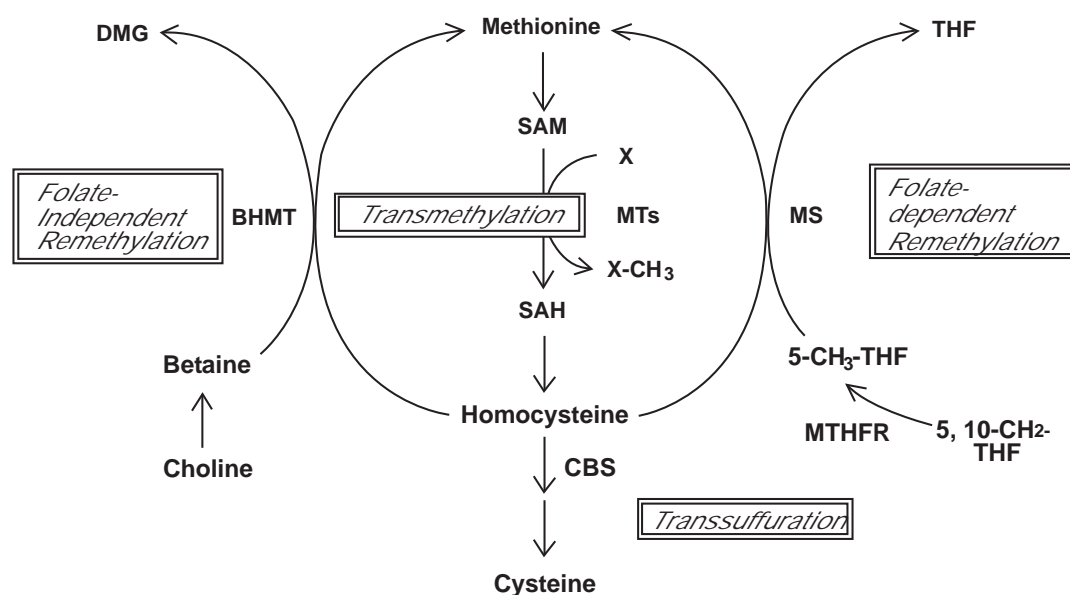 DMG
Methionine
THF
SAM
X
Folate-
Independent
Remethylation
BHMT
Transmethylation
MTs
MS
Folate-
dependent
Remethylation
X-CH3
SAH
Betaine
5-CH3-THF
Homocysteine
MTHFR
5, 10-CH2-
THF
Choline
CBS
Transsuffuration
Cysteine